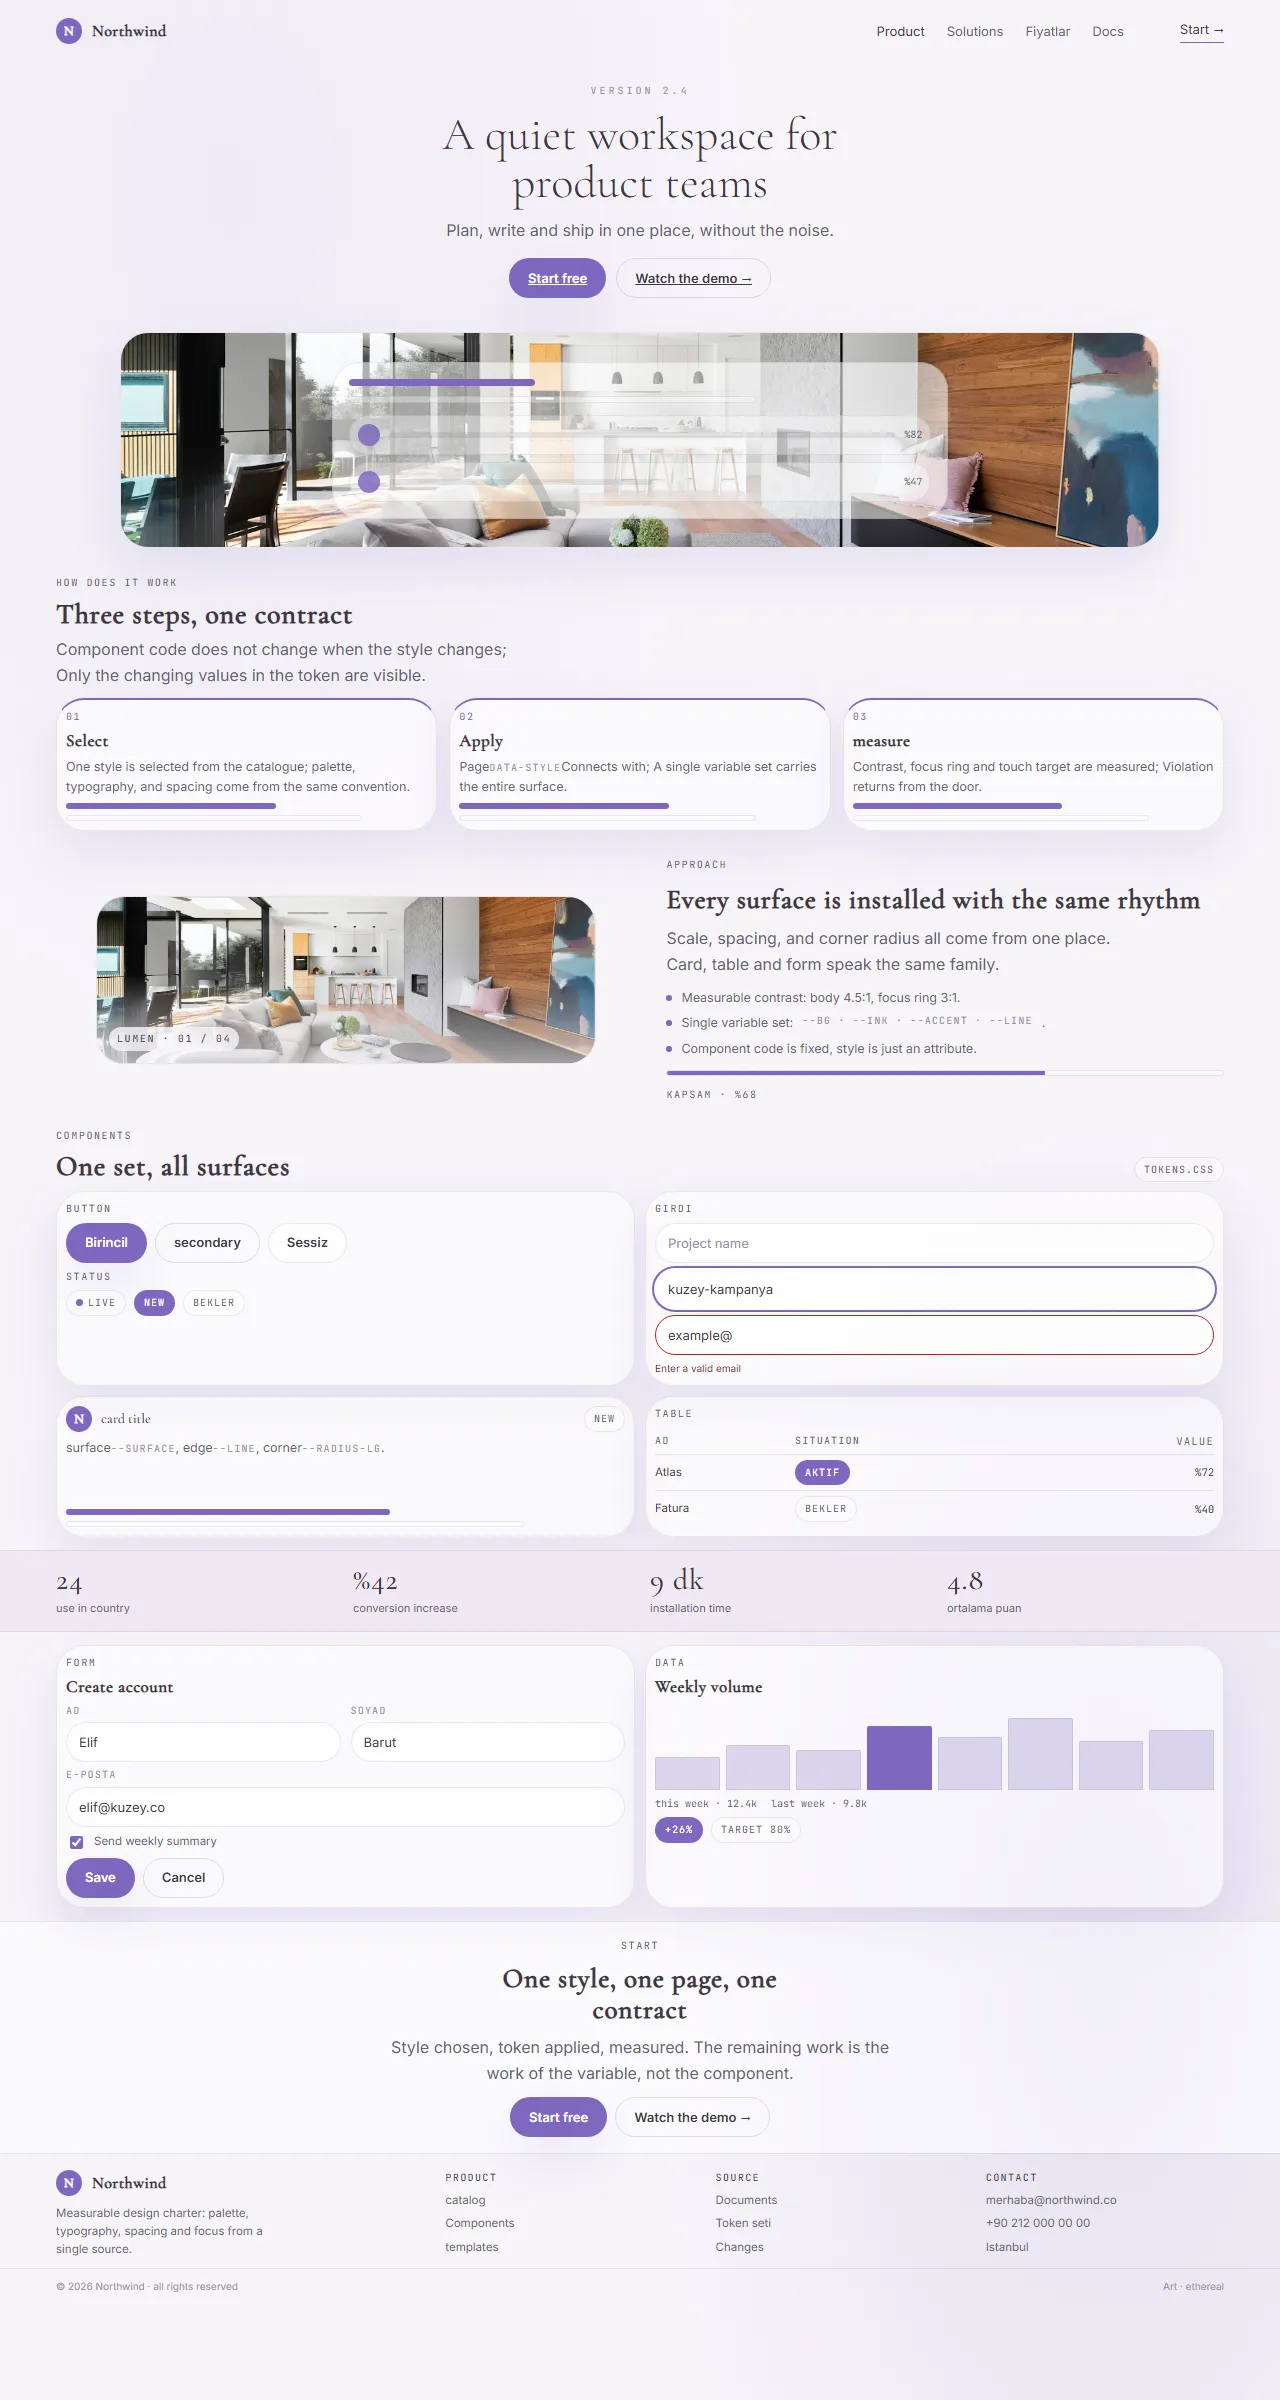 N Northwind
Product Solutions Fiyatlar Docs Start →
VERSION 2.4
A quiet workspace for
product teams
Plan, write and ship in one place, without the noise.
Start free Watch the demo →
%82
%47
HOW DOES IT WORK
Three steps, one contract
Component code does not change when the style changes;
Only the changing values in the token are visible.
01
Select
One style is selected from the catalogue; palette,
typography, and spacing come from the same convention.
02
Apply
PageDATA-STYLEConnects with; A single variable set carries
the entire surface.
03
measure
Contrast, focus ring and touch target are measured; Violation
returns from the door.
LUMEN · 01 / 04
APPROACH
Every surface is installed with the same rhythm
Scale, spacing, and corner radius all come from one place.
Card, table and form speak the same family.
Measurable contrast: body 4.5:1, focus ring 3:1.
Single variable set: --BG · --INK · --ACCENT · --LINE .
Component code is fixed, style is just an attribute.
KAPSAM · %68
COMPONENTS
One set, all surfaces
TOKENS.CSS
BUTTON
Birincil secondary Sessiz
STATUS
LIVE NEW BEKLER
GIRDI
Project name
kuzey-kampanya
example@
Enter a valid email
N card title NEW
surface--SURFACE, edge--LINE, corner--RADIUS-LG.
TABLE
AD SITUATION VALUE
Atlas AKTIF %72
Fatura BEKLER %40
24
use in country
%42
conversion increase
9 dk
installation time
4.8
ortalama puan
FORM
Create account
AD SOYAD
Elif Barut
E-POSTA
elif@kuzey.co
Send weekly summary
Save Cancel
DATA
Weekly volume
this week · 12.4k last week · 9.8k
+26% TARGET 80%
START
One style, one page, one
contract
Style chosen, token applied, measured. The remaining work is the
work of the variable, not the component.
Start free Watch the demo →
N Northwind
Measurable design charter: palette,
typography, spacing and focus from a
single source.
PRODUCT
catalog
Components
templates
SOURCE
Documents
Token seti
Changes
CONTACT
merhaba@northwind.co
+90 212 000 00 00
Istanbul
© 2026 Northwind · all rights reserved
Art · ethereal